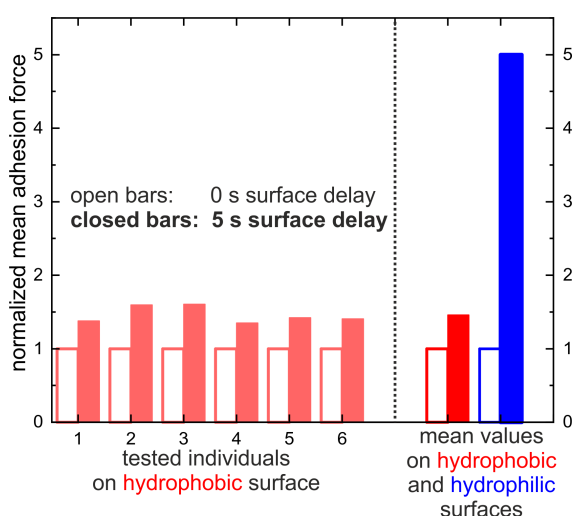 normalized mean adhesion force
5
4
3
2
1
0
open bars: 0 s surface delay
closed bars: 5 s surface delay
5
4
3
2
1
0
1 2 3 4 5 6
tested individuals
on hydrophobic surface
mean values
on hydrophobic
and hydrophilic
surfaces